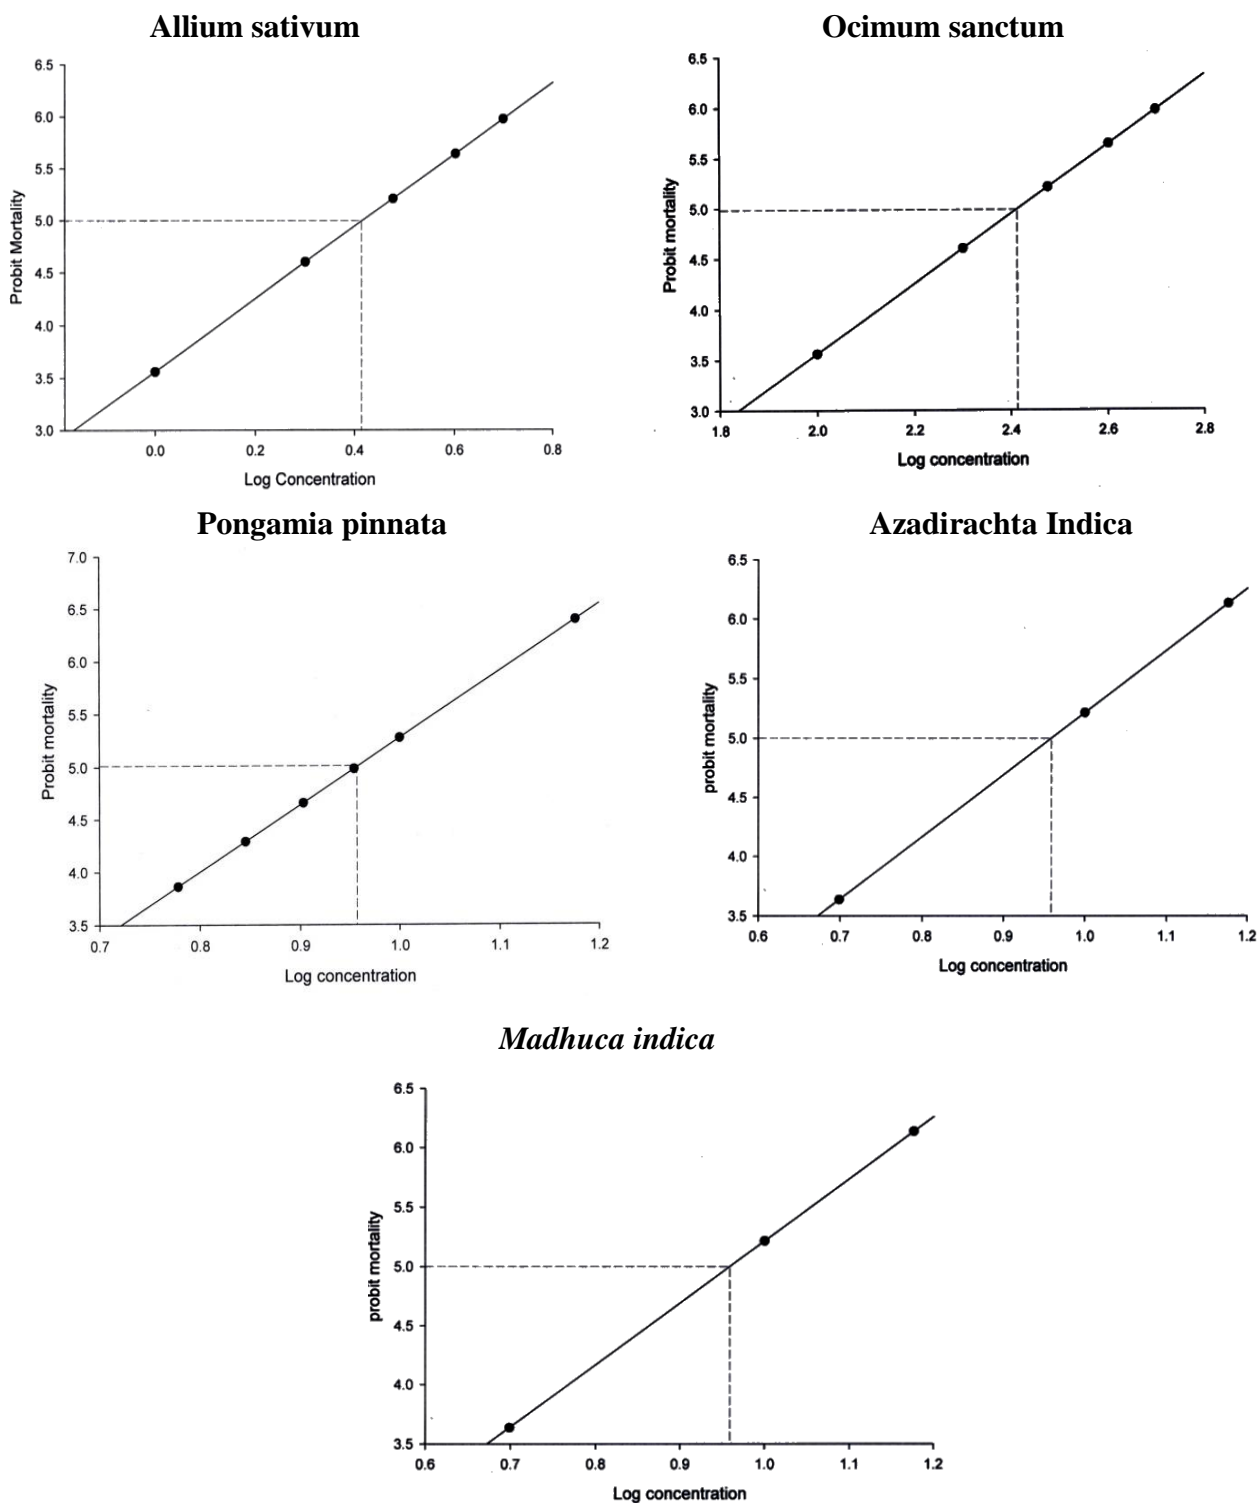 Allium sativum
6.5
6.0
5.5
5.0
4.5
4.0
3.5
3.0
Probit Mortality
0.0 0.2 0.4 0.6 0.8
Log Concentration
Ocimum sanctum
6.5
6.0
5.5
5.0
4.5
4.0
3.5
3.0
Probit mortality
1.8 2.0 2.2 2.4 2.6 2.8
Log concentration
Pongamia pinnata
7.0
6.5
6.0
5.5
5.0
4.5
4.0
3.5
Probit mortality
0.7 0.8 0.9 1.0 1.1 1.2
Log concentration
Azadirachta Indica
6.5
6.0
5.5
5.0
4.5
4.0
3.5
probit mortality
0.6 0.7 0.8 0.9 1.0 1.1 1.2
Log concentration
Madhuca indica
6.5
6.0
5.5
5.0
4.5
4.0
3.5
probit mortality
0.6 0.7 0.8 0.9 1.0 1.1 1.2
Log concentration